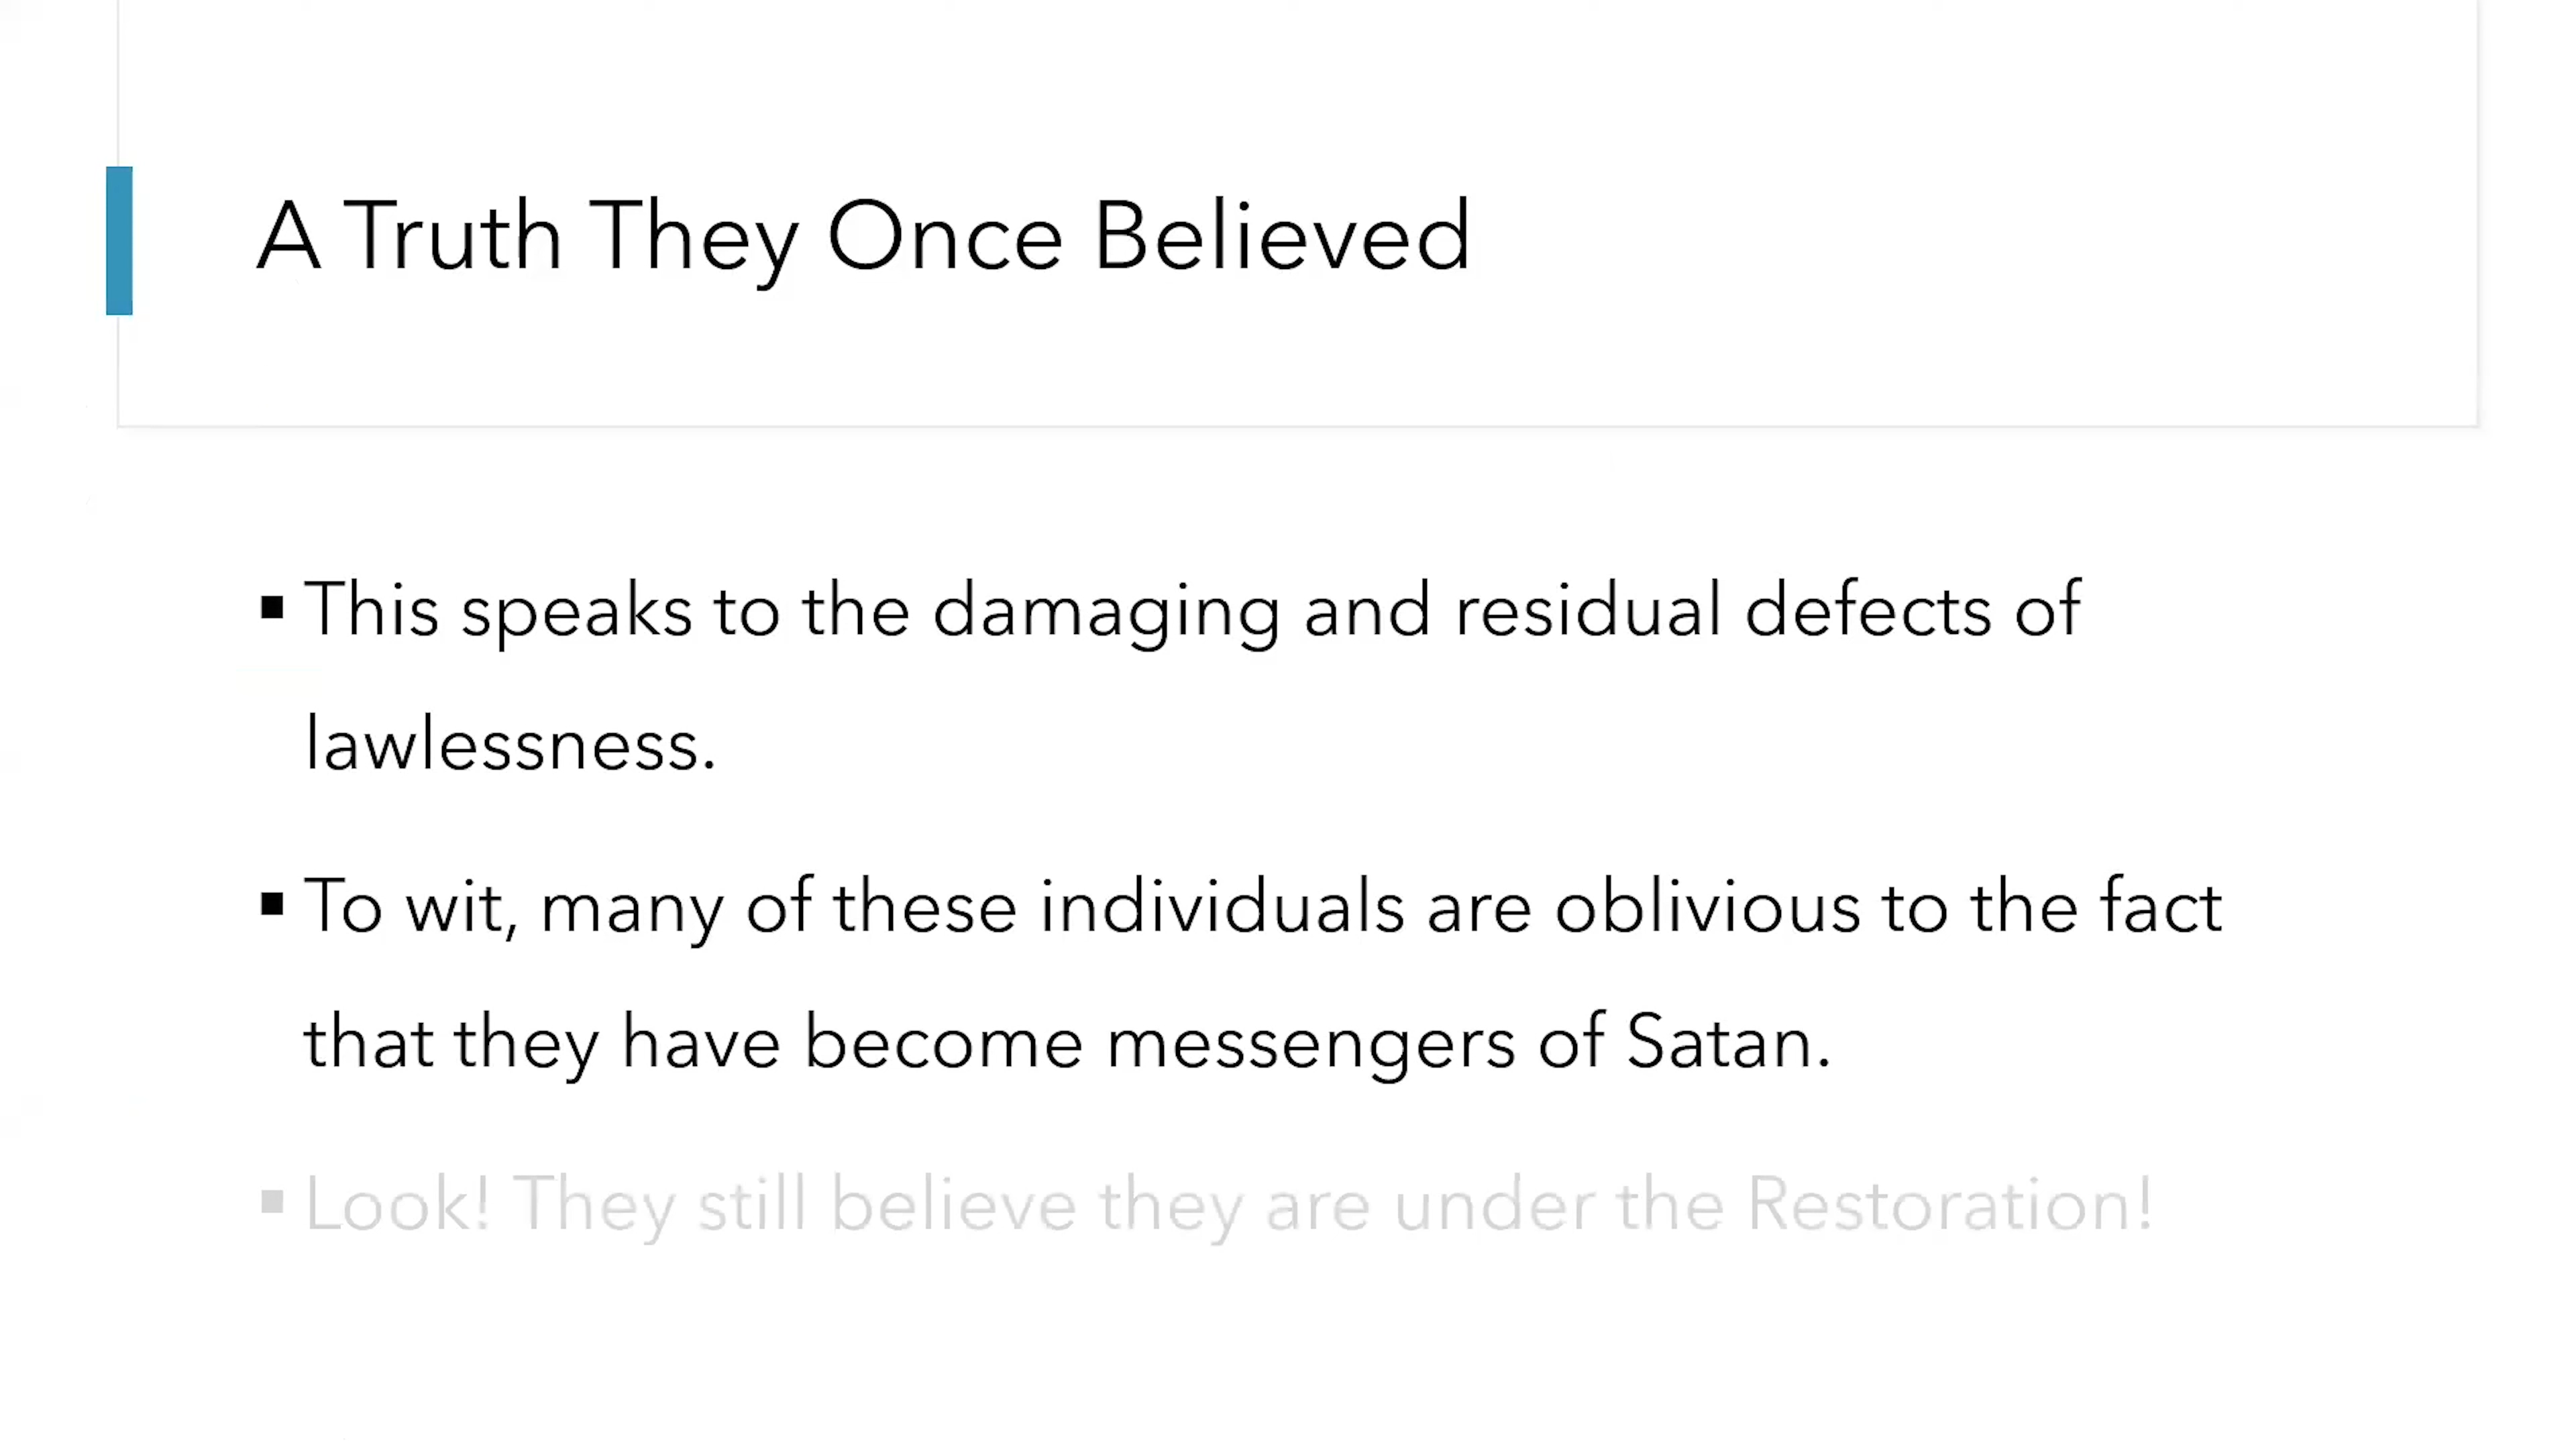 A Truth They Once Believed
▪ This speaks to the damaging and residual defects of
lawlessness.
▪ To wit, many of these individuals are oblivious to the fact
that they have become messengers of Satan.
▪ Look! They still believe they are under the Restoration!